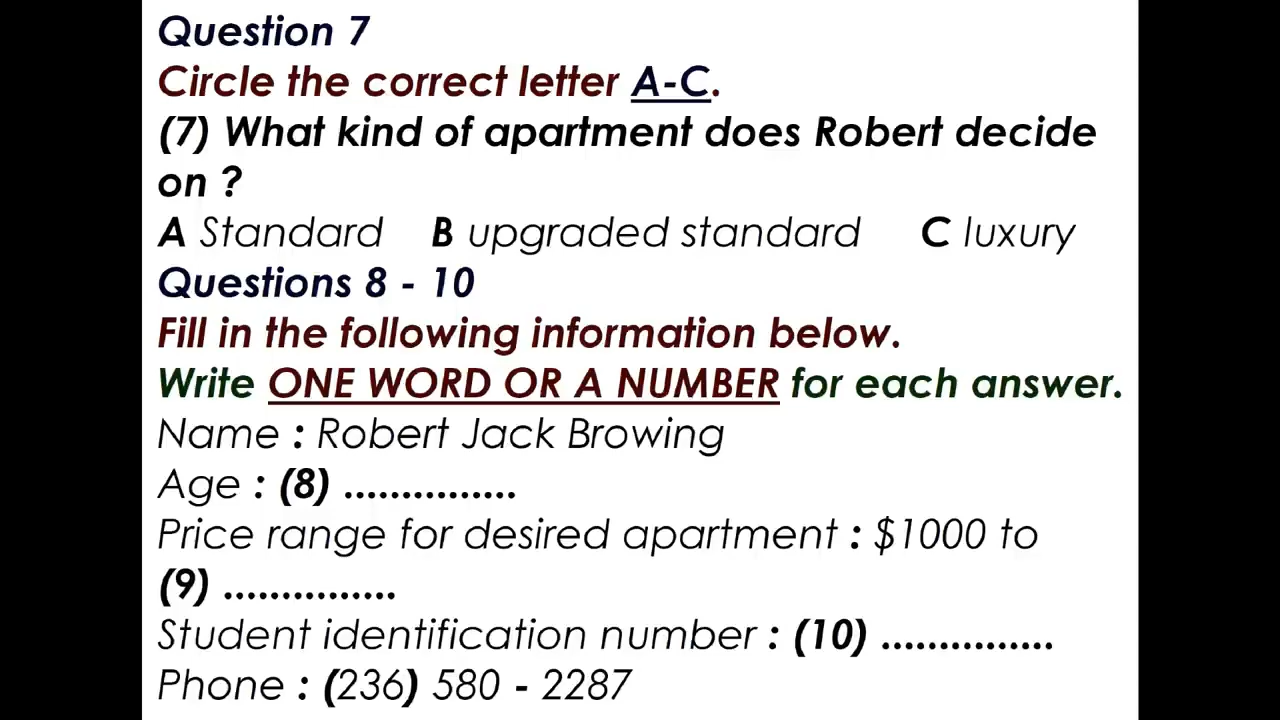 Question 7
Circle the correct letter A-C.
(7) What kind of apartment does Robert decide
on ?
A Standard B upgraded standard C luxury
Questions 8 - 10
Fill in the following information below.
Write ONE WORD OR A NUMBER for each answer.
Name : Robert Jack Browing
Age : (8) ...............
Price range for desired apartment : $1000 to
(9) ...............
Student identification number : (10) ...............
Phone : (236) 580 - 2287